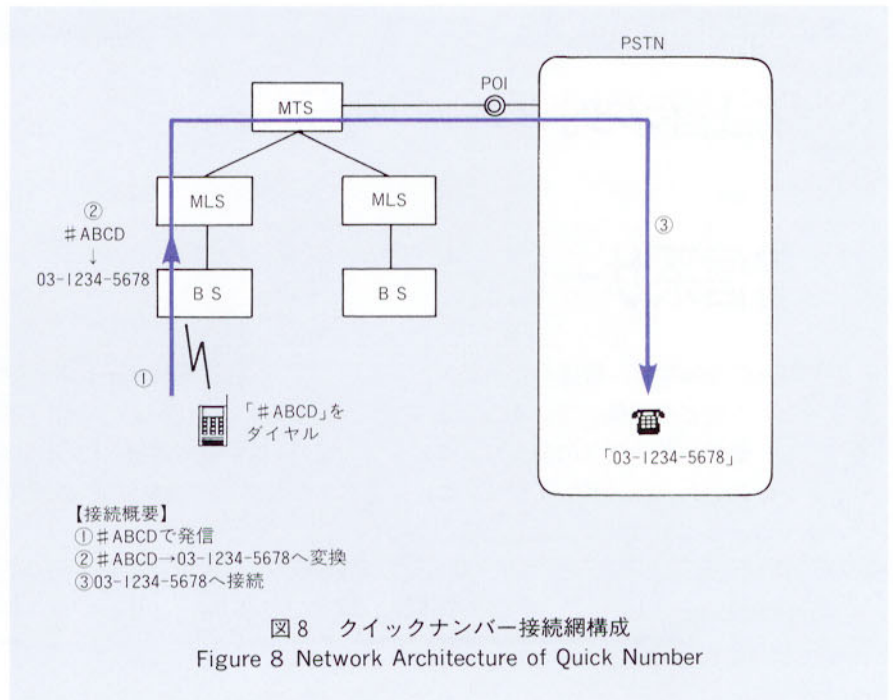 PSTN
POI
MTS
MLS
MLS
②
♯ABCD
↓
03-1234-5678
③
BS
BS
①
「♯ABCD」を
ダイヤル
「03-1234-5678」
【接続概要】
①♯ABCDで発信
②♯ABCD→03-1234-5678へ変換
③03-1234-5678へ接続
図8 クイックナンバー接続網構成
Figure 8 Network Architecture of Quick Number